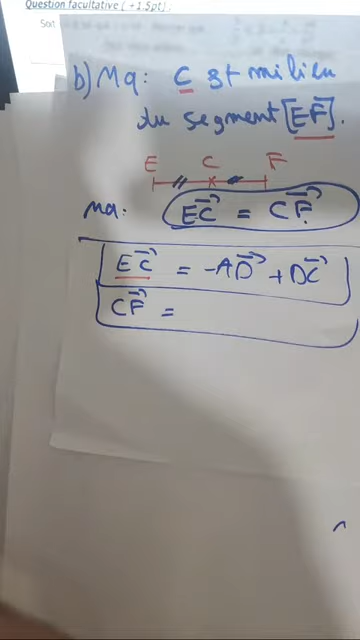 Question facultative ( +1.5pt) :
b) Mq: C est milieu
du segment [EF].
E C F
Mq: EC⃗ = CF⃗
EC⃗ = -AD⃗ + DC⃗
CF⃗ =